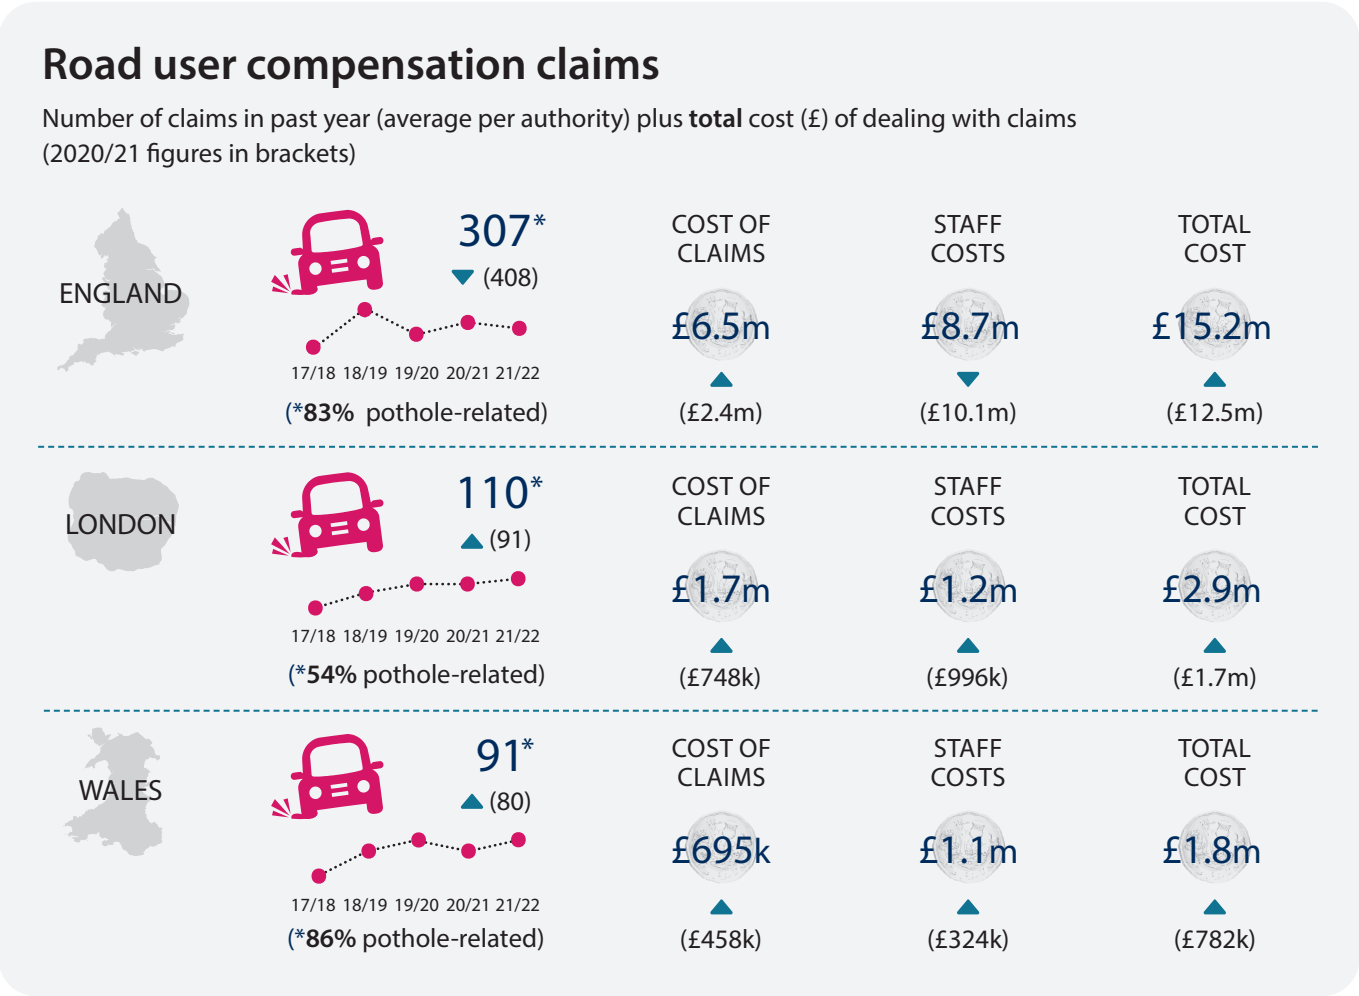 Road user compensation claims
Number of claims in past year (average per authority) plus total cost (£) of dealing with claims
(2020/21 figures in brackets)
ENGLAND
307*
(408)
17/18 18/19 19/20 20/21 21/22
(*83% pothole-related)
COST OF
CLAIMS
£6.5m
(£2.4m)
STAFF
COSTS
£8.7m
(£10.1m)
TOTAL
COST
£15.2m
(£12.5m)
LONDON
110*
(91)
17/18 18/19 19/20 20/21 21/22
(*54% pothole-related)
COST OF
CLAIMS
£1.7m
(£748k)
STAFF
COSTS
£1.2m
(£996k)
TOTAL
COST
£2.9m
(£1.7m)
WALES
91*
(80)
17/18 18/19 19/20 20/21 21/22
(*86% pothole-related)
COST OF
CLAIMS
£695k
(£458k)
STAFF
COSTS
£1.1m
(£324k)
TOTAL
COST
£1.8m
(£782k)